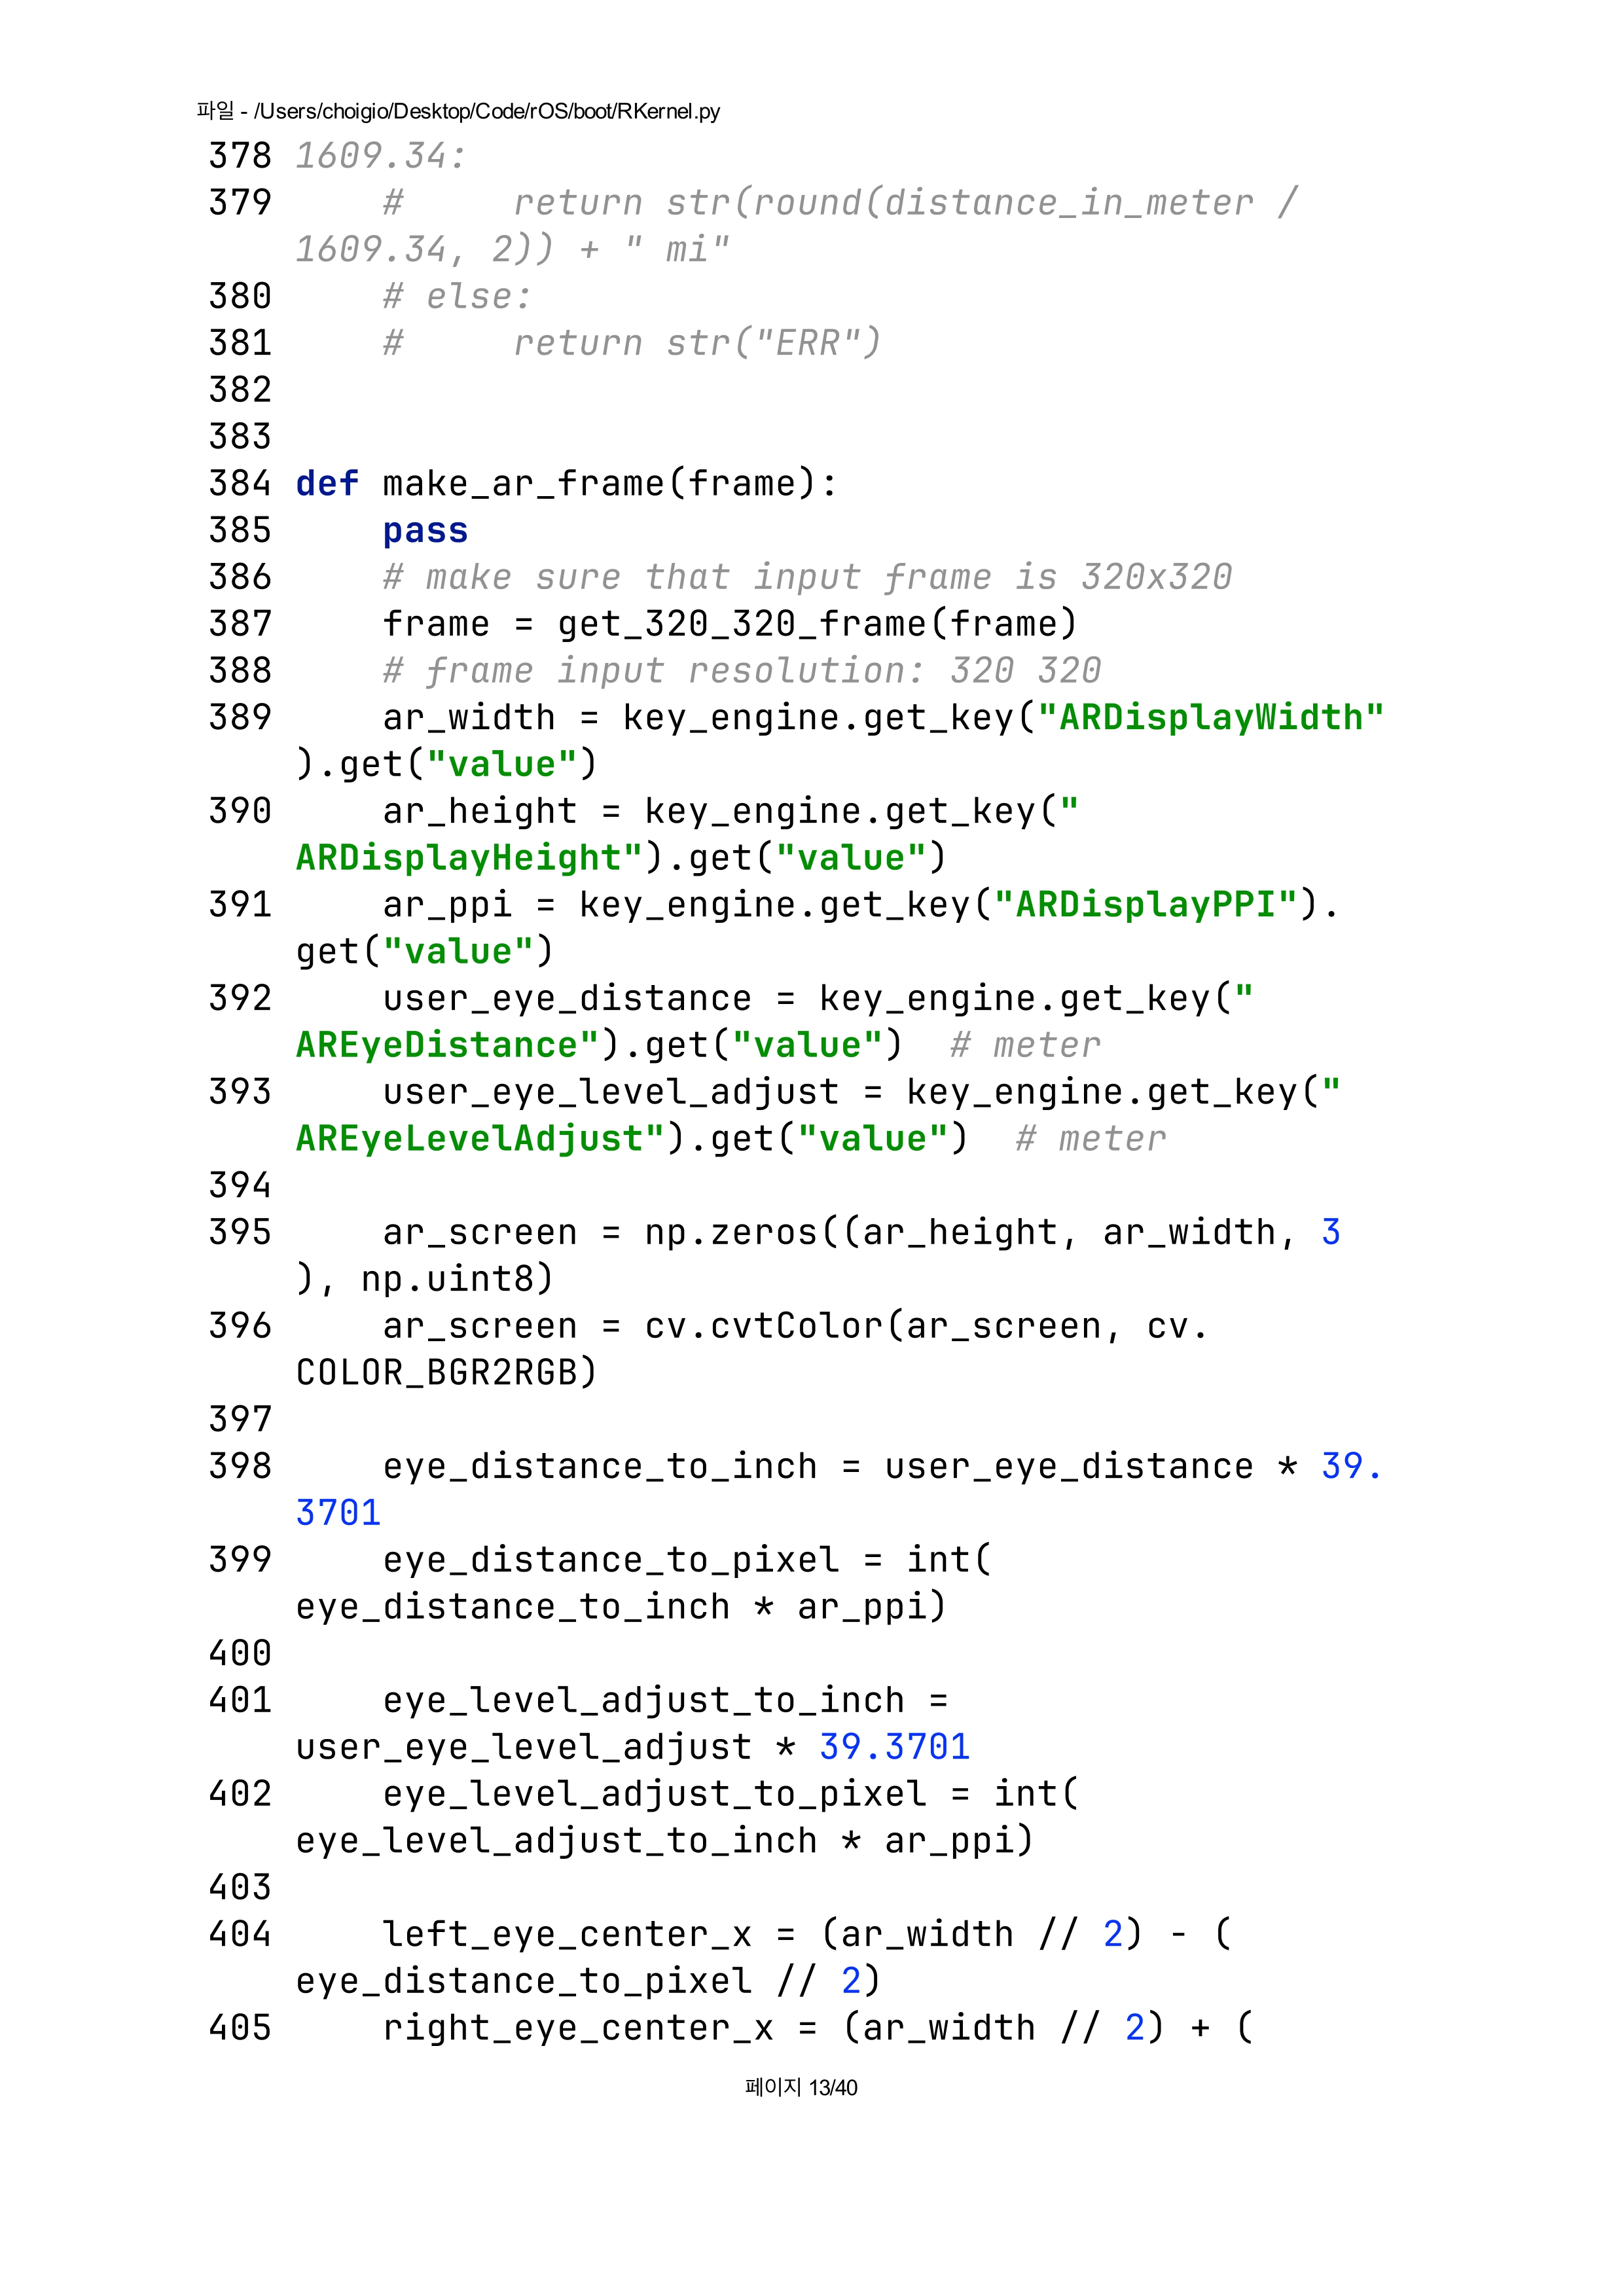 파일 - /Users/choigio/Desktop/Code/rOS/boot/RKernel.py
378 1609.34:
379     #     return str(round(distance_in_meter /
1609.34, 2)) + " mi"
380     # else:
381     #     return str("ERR")
382
383
384 def make_ar_frame(frame):
385     pass
386     # make sure that input frame is 320x320
387     frame = get_320_320_frame(frame)
388     # frame input resolution: 320 320
389     ar_width = key_engine.get_key("ARDisplayWidth"
).get("value")
390     ar_height = key_engine.get_key("
ARDisplayHeight").get("value")
391     ar_ppi = key_engine.get_key("ARDisplayPPI").
get("value")
392     user_eye_distance = key_engine.get_key("
AREyeDistance").get("value")  # meter
393     user_eye_level_adjust = key_engine.get_key("
AREyeLevelAdjust").get("value")  # meter
394
395     ar_screen = np.zeros((ar_height, ar_width, 3
), np.uint8)
396     ar_screen = cv.cvtColor(ar_screen, cv.
COLOR_BGR2RGB)
397
398     eye_distance_to_inch = user_eye_distance * 39.
3701
399     eye_distance_to_pixel = int(
eye_distance_to_inch * ar_ppi)
400
401     eye_level_adjust_to_inch =
user_eye_level_adjust * 39.3701
402     eye_level_adjust_to_pixel = int(
eye_level_adjust_to_inch * ar_ppi)
403
404     left_eye_center_x = (ar_width // 2) - (
eye_distance_to_pixel // 2)
405     right_eye_center_x = (ar_width // 2) + (
페이지 13/40